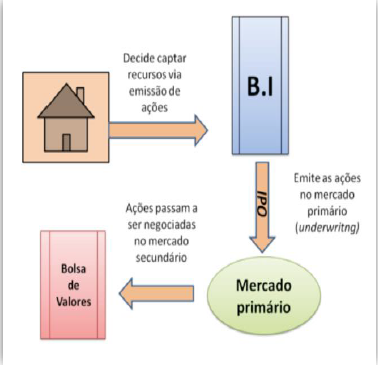 Decide captar
recursos via
emissão de
ações
B.I
IPO
Emite as ações
no mercado
primário
(underwritng)
Mercado
primário
Ações passam a
ser negociadas
no mercado
secundário
Bolsa
de
Valores